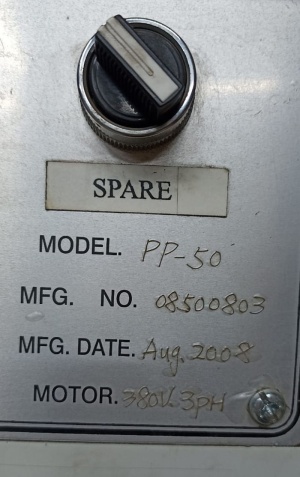 SPARE
MODEL. PP-50
MFG. NO. 08500803
MFG. DATE. Aug. 2008
MOTOR. 380V. 3PH